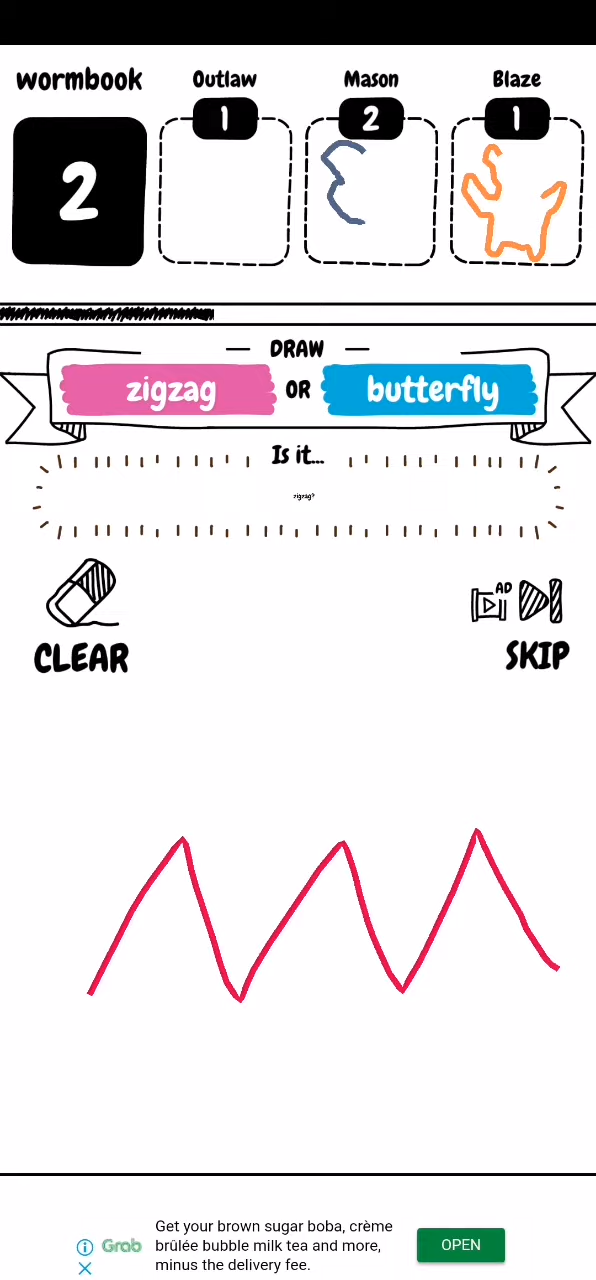 wormbook
Outlaw
Mason
Blaze
2
1
2
1
DRAW
zigzag OR butterfly
Is it...
zigzag?
AD
CLEAR
SKIP
Grab
Get your brown sugar boba, crème
brûlée bubble milk tea and more,
minus the delivery fee.
OPEN